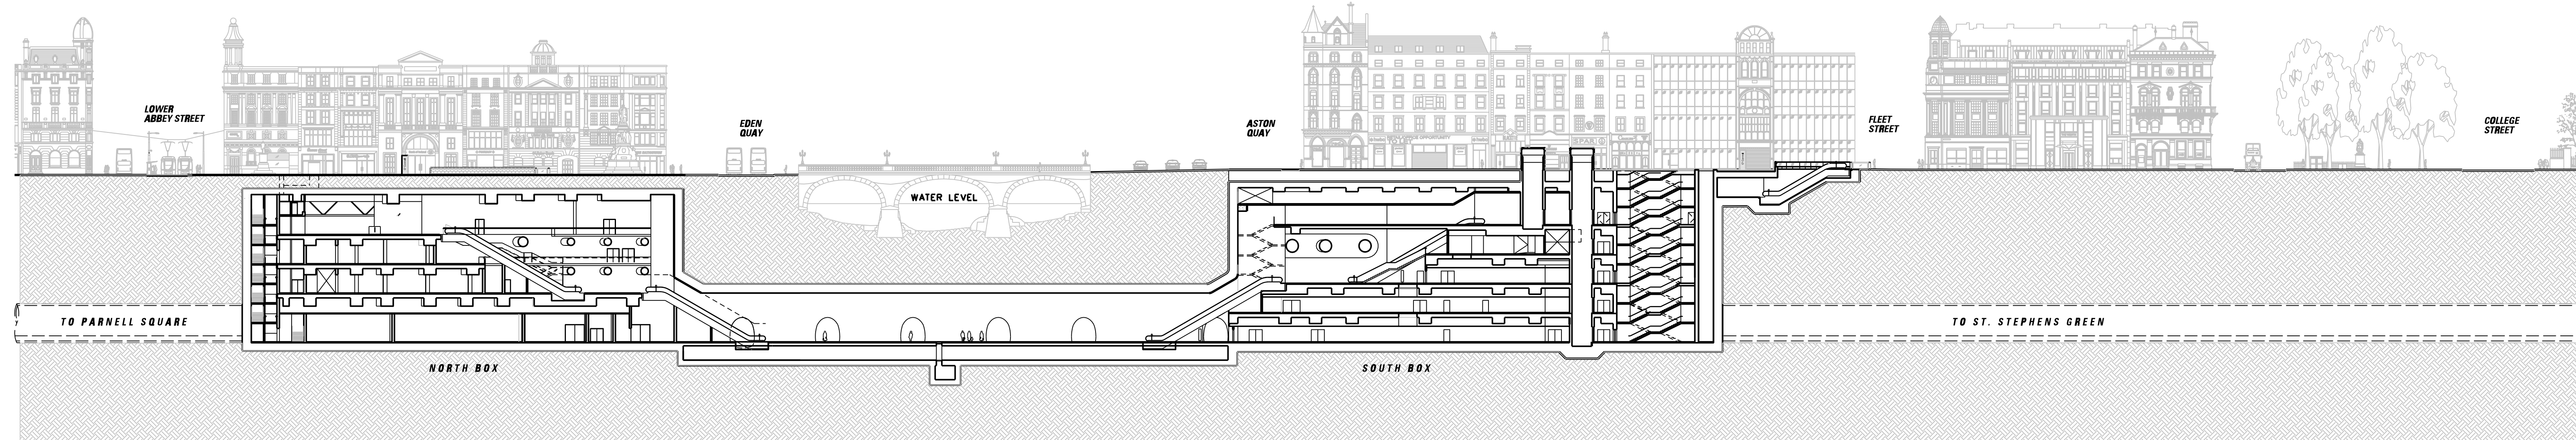 LOWER
ABBEY STREET
EDEN
QUAY
ASTON
QUAY
FLEET
STREET
COLLEGE
STREET
WATER LEVEL
SPAR
TO PARNELL SQUARE
TO ST. STEPHENS GREEN
NORTH BOX
SOUTH BOX